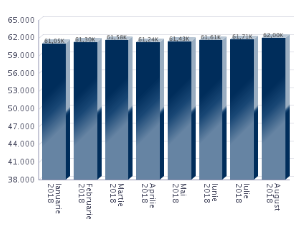 65.000
62.000
59.000
56.000
53.000
50.000
47.000
44.000
41.000
38.000
61,05K
61,30K
61,58K
61,24K
61,43K
61,61K
61,71K
62,00K
Ianuarie 2018
Februarie 2018
Martie 2018
Aprilie 2018
Mai 2018
Iunie 2018
Iulie 2018
August 2018